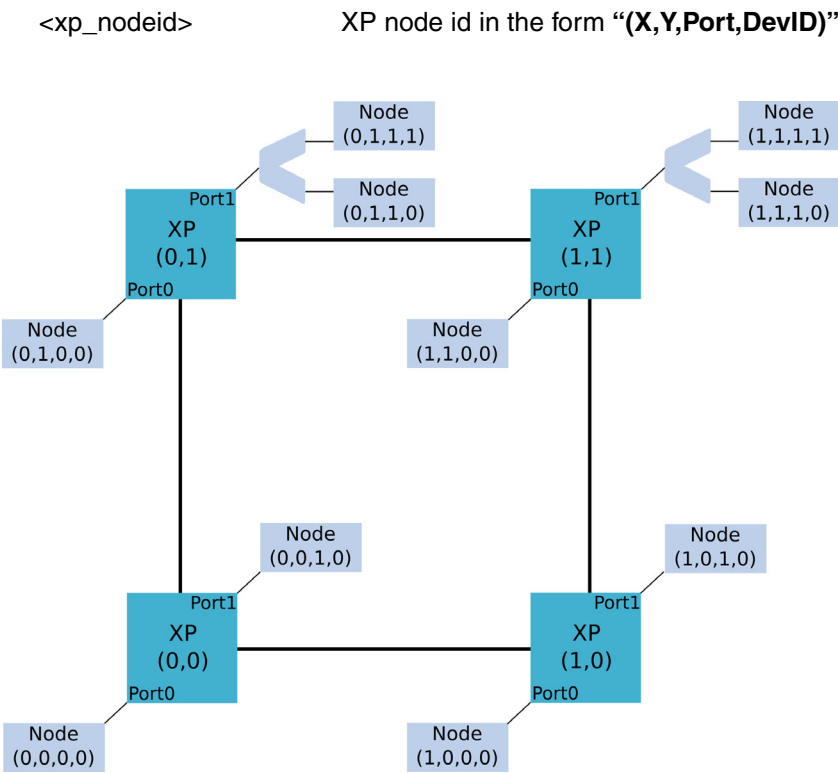 <xp_nodeid> XP node id in the form “(X,Y,Port,DevID)”
Node
(0,1,1,1)
Node
(1,1,1,1)
Node
(0,1,1,0)
Node
(1,1,1,0)
Port1
XP
(0,1)
Port0
Port1
XP
(1,1)
Port0
Node
(0,1,0,0)
Node
(1,1,0,0)
Node
(0,0,1,0)
Node
(1,0,1,0)
Port1
XP
(0,0)
Port0
Port1
XP
(1,0)
Port0
Node
(0,0,0,0)
Node
(1,0,0,0)